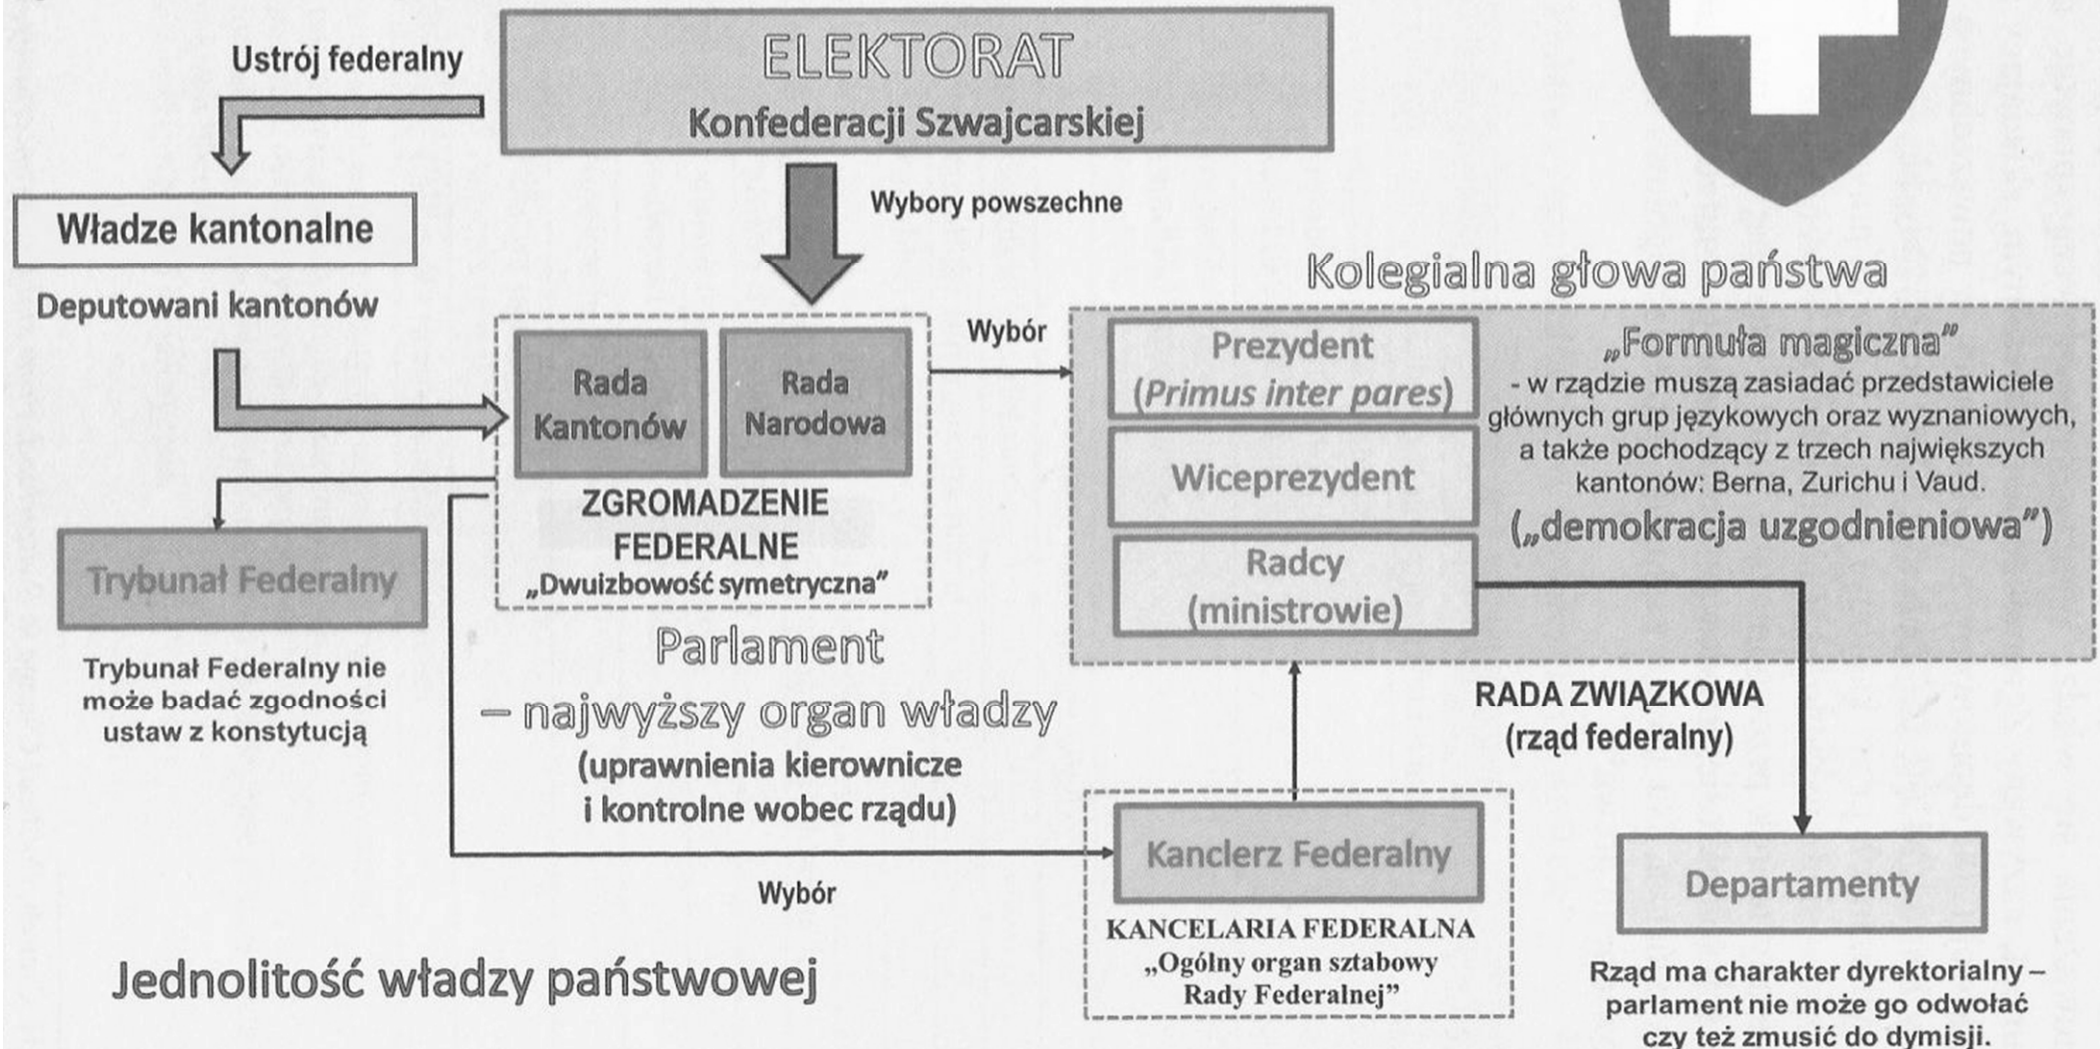 Ustrój federalny
ELEKTORAT
Konfederacji Szwajcarskiej
Wybory powszechne
Władze kantonalne
Deputowani kantonów
Rada
Kantonów
Rada
Narodowa
ZGROMADZENIE
FEDERALNE
„Dwuizbowość symetryczna”
Wybór
Kolegialna głowa państwa
Prezydent
(Primus inter pares)
Wiceprezydent
Radcy
(ministrowie)
„Formuła magiczna”
- w rządzie muszą zasiadać przedstawiciele
głównych grup językowych oraz wyznaniowych,
a także pochodzący z trzech największych
kantonów: Berna, Zurichu i Vaud.
(„demokracja uzgodnieniowa”)
Trybunał Federalny
Trybunał Federalny nie
może badać zgodności
ustaw z konstytucją
Parlament
– najwyższy organ władzy
(uprawnienia kierownicze
i kontrolne wobec rządu)
RADA ZWIĄZKOWA
(rząd federalny)
Wybór
Kanclerz Federalny
KANCELARIA FEDERALNA
„Ogólny organ sztabowy
Rady Federalnej”
Departamenty
Rząd ma charakter dyrektorialny –
parlament nie może go odwołać
czy też zmusić do dymisji.
Jednolitość władzy państwowej